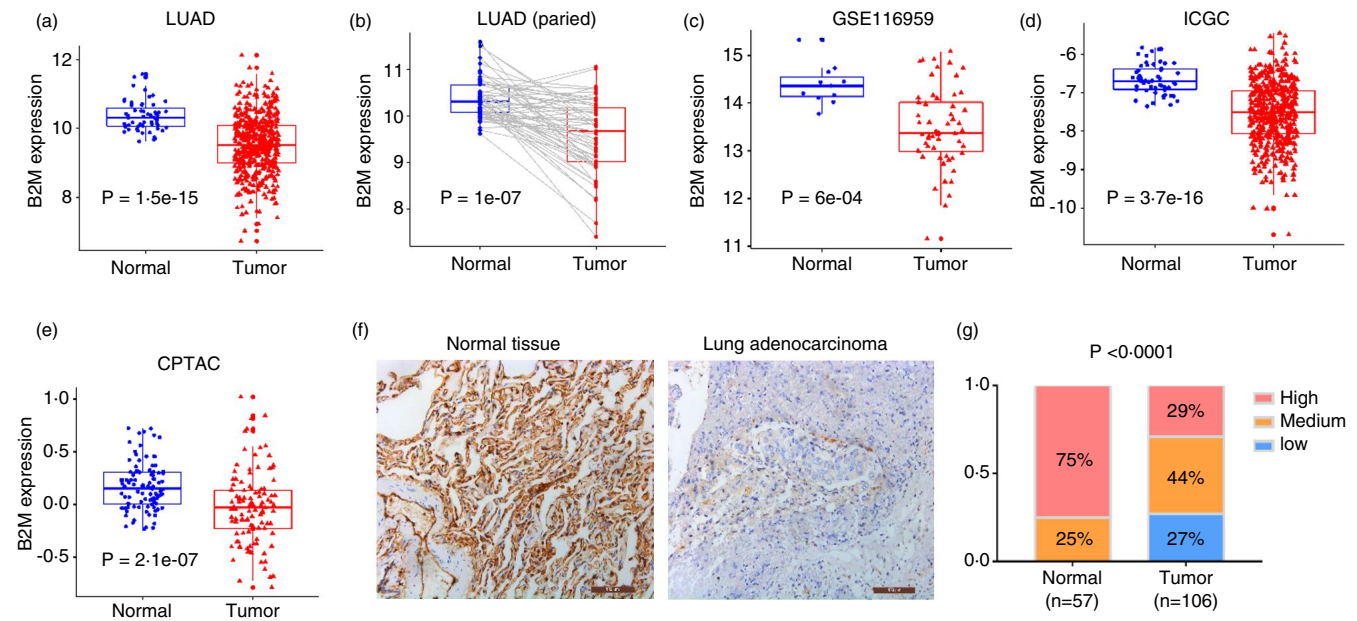 (a)
LUAD
B2M expression
12
10
8
P = 1·5e-15
Normal
Tumor
(b)
LUAD (paried)
B2M expression
11
10
9
8
P = 1e-07
Normal
Tumor
(c)
GSE116959
B2M expression
15
14
13
12
11
P = 6e-04
Normal
Tumor
(d)
ICGC
B2M expression
-6
-7
-8
-9
-10
P = 3·7e-16
Normal
Tumor
(e)
CPTAC
B2M expression
1·0
0·5
0·0
-0·5
P = 2·1e-07
Normal
Tumor
(f)
Normal tissue
Lung adenocarcinoma
(g)
P <0·0001
1·0
0·5
0·0
75%
25%
29%
44%
27%
High
Medium
low
Normal
(n=57)
Tumor
(n=106)